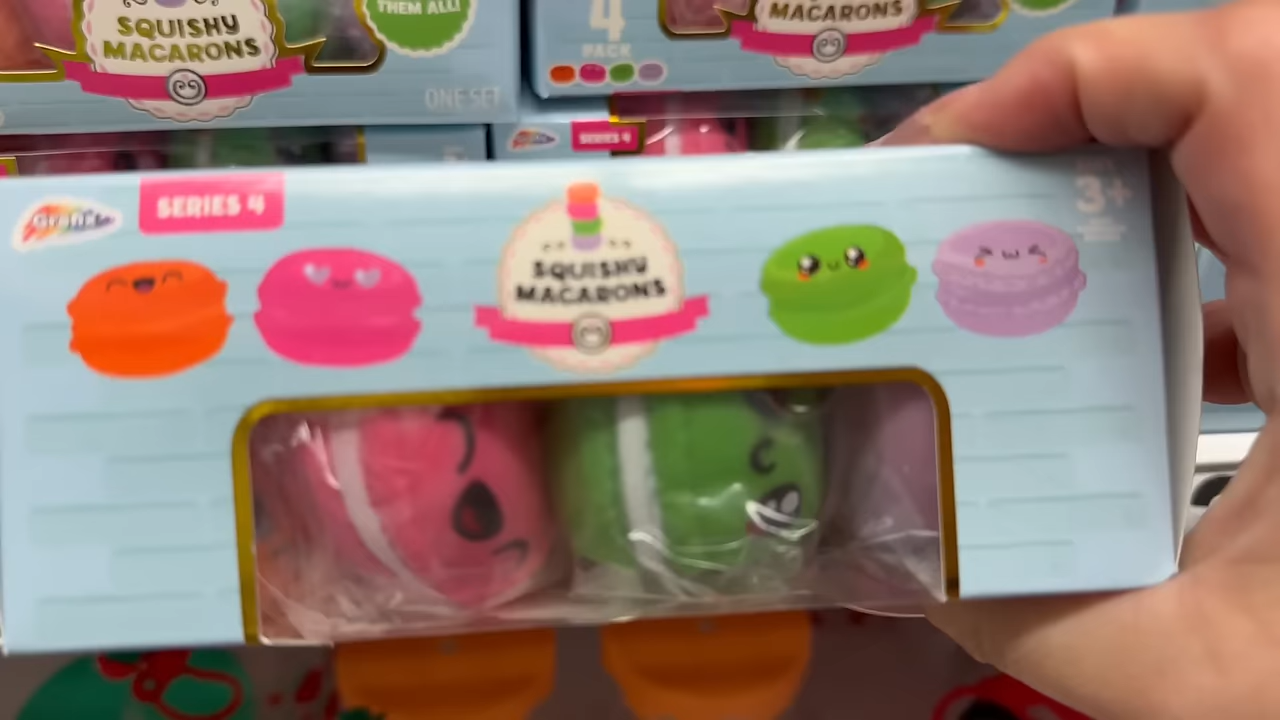 SQUISHY
MACARONS
THEM ALL!
ONE SET
4
PACK
MACARONS
SERIES 4
SERIES 4
SQUISHY
MACARONS
3+